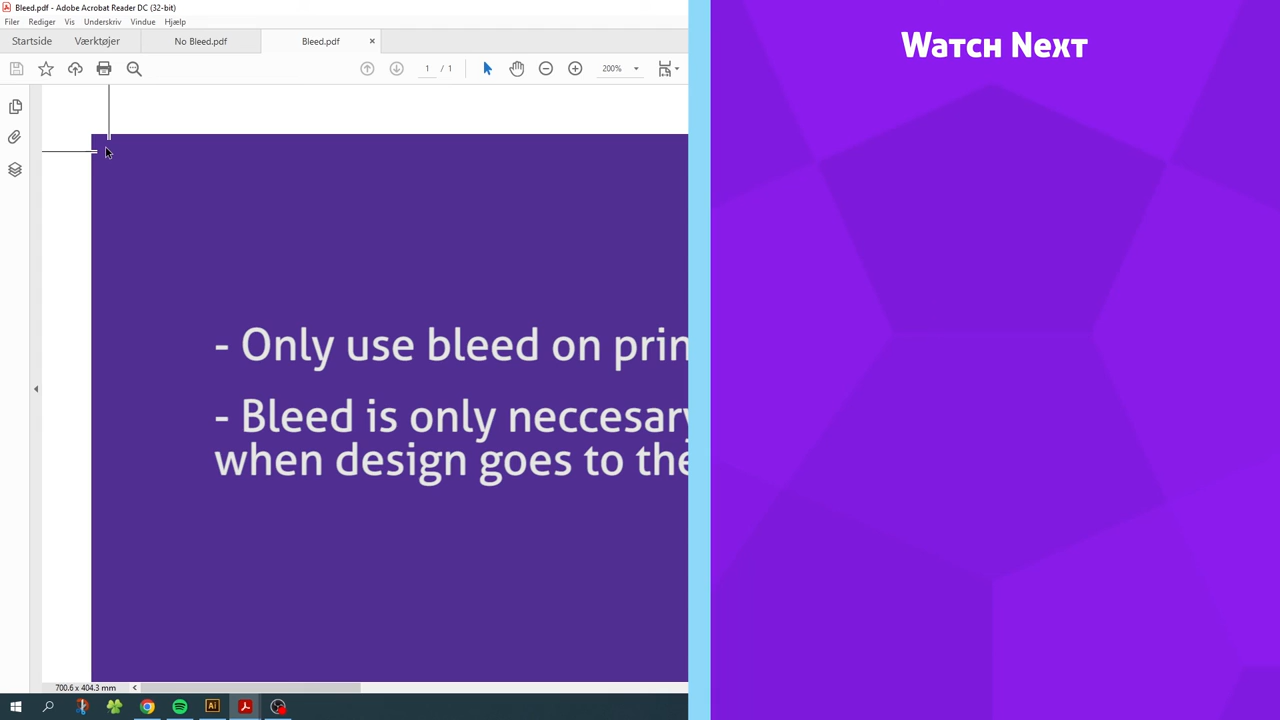 Bleed.pdf - Adobe Acrobat Reader DC (32-bit)
Filer Rediger Vis Underskriv Vindue Hjælp
Startside Værktøjer No Bleed.pdf Bleed.pdf
1 / 1 200%
Watch Next
- Only use bleed on prin
- Bleed is only neccesary
when design goes to the
700.6 x 404.3 mm
Ai